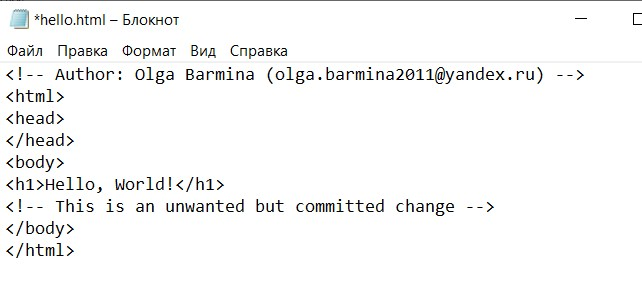 *hello.html – Блокнот
Файл Правка Формат Вид Справка
<!-- Author: Olga Barmina (olga.barmina2011@yandex.ru) -->
<html>
<head>
</head>
<body>
<h1>Hello, World!</h1>
<!-- This is an unwanted but committed change -->
</body>
</html>